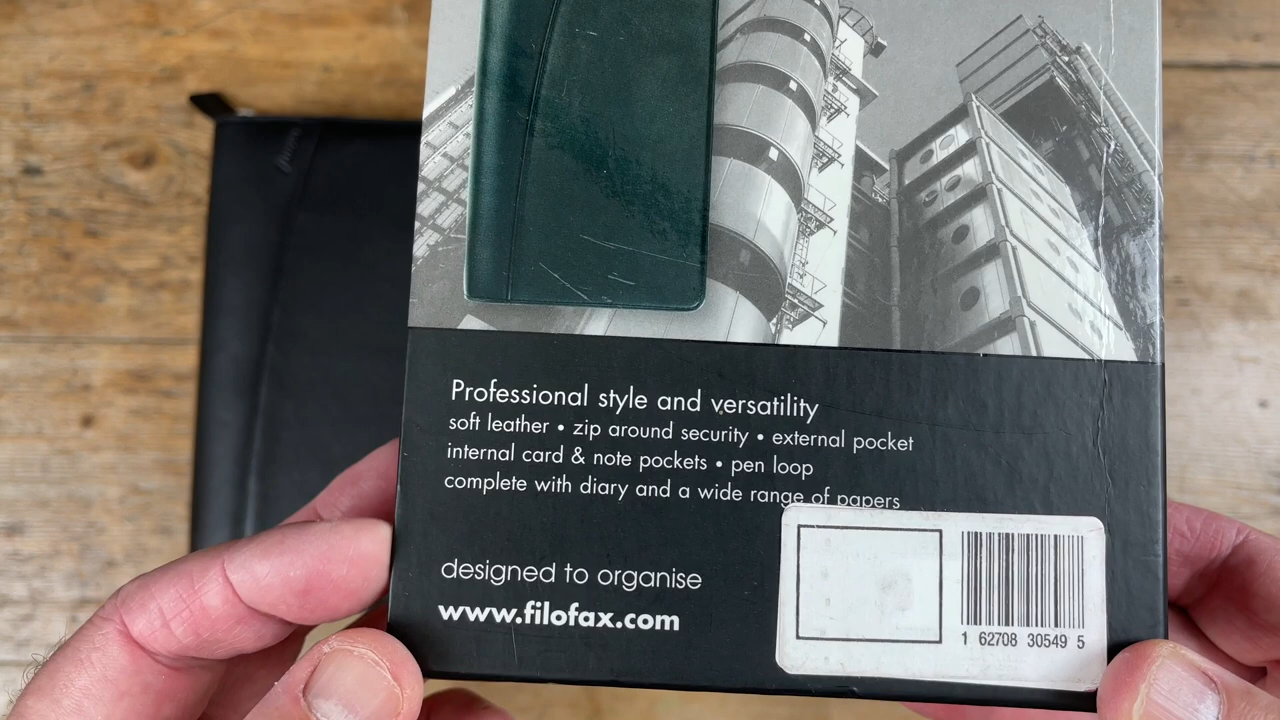 Professional style and versatility
soft leather • zip around security • external pocket
internal card & note pockets • pen loop
complete with diary and a wide range of papers
designed to organise
www.filofax.com
1 62708 30549 5